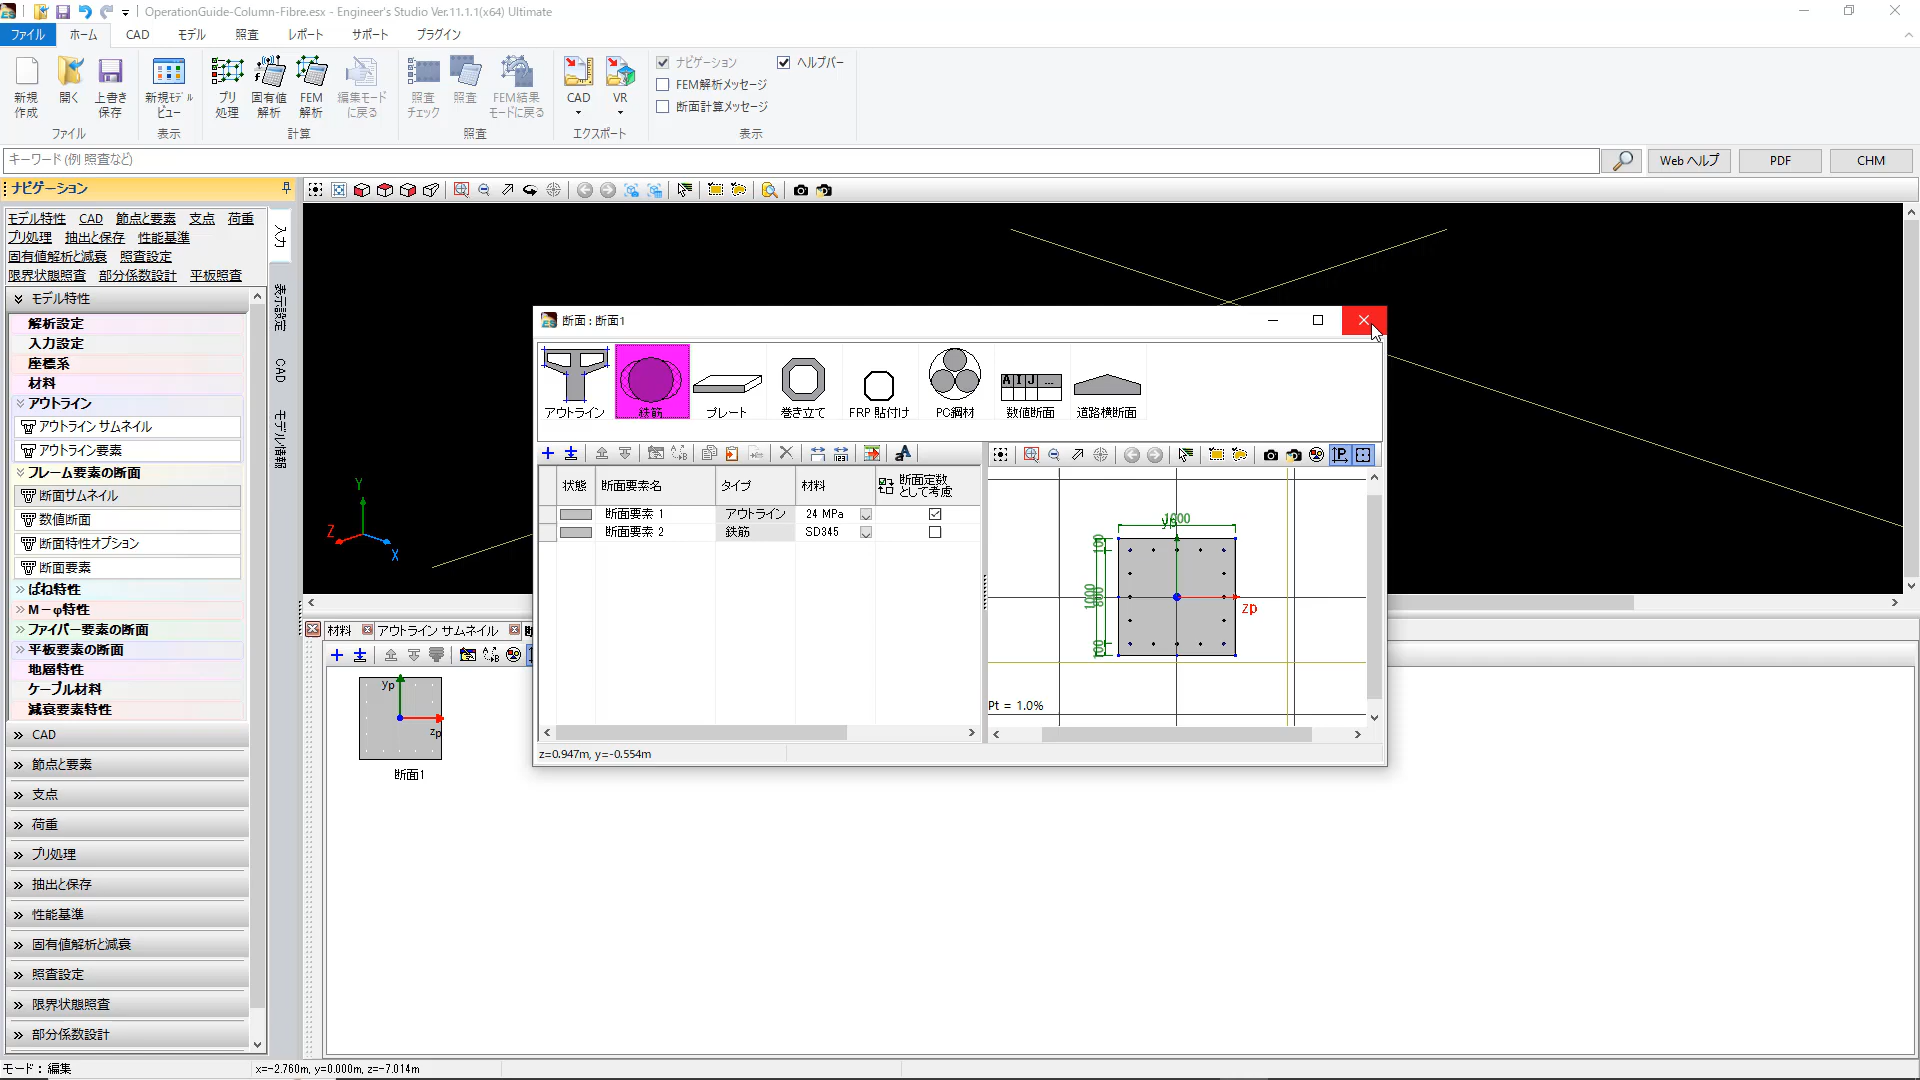 OperationGuide-Column-Fibre.esx - Engineer's Studio Ver.11.1.1(x64) Ultimate
ファイル ホーム CAD モデル 照査 レポート サポート プラグイン
新規作成 開く 上書き保存 新規モデルビュー プリ処理 固有値解析 FEM解析 編集モードに戻る 照査チェック 照査 FEM結果モードに戻る CAD VR
ナビゲーション ヘルプバー
FEM解析メッセージ
断面計算メッセージ
ファイル 表示 計算 照査 エクスポート 表示
キーワード (例 照査など) Web ヘルプ PDF CHM
ナビゲーション
モデル特性 CAD 節点と要素 支点 荷重
プリ処理 抽出と保存 性能基準
固有値解析と減衰 照査設定
限界状態照査 部分係数設計 平板照査
入力
表示設定
CAD
モデル情報
モデル特性
解析設定
入力設定
座標系
材料
アウトライン
アウトライン サムネイル
アウトライン要素
フレーム要素の断面
断面サムネイル
数値断面
断面特性オプション
断面要素
ばね特性
M-φ特性
ファイバー要素の断面
平板要素の断面
地層特性
ケーブル材料
減衰要素特性
CAD
節点と要素
支点
荷重
プリ処理
抽出と保存
性能基準
固有値解析と減衰
照査設定
限界状態照査
部分係数設計
Y
Z
X
材料 アウトライン サムネイル
yp
zp
断面1
断面 : 断面1
アウトライン 鉄筋 プレート 巻き立て FRP 貼付け PC鋼材 数値断面 道路横断面
A I J ...
状態 断面要素名 タイプ 材料 断面定数として考慮
断面要素 1 アウトライン 24 MPa
断面要素 2 鉄筋 SD345
yp
1000
100
1000
800
100
zp
Pt = 1.0%
z=0.947m, y=-0.554m
モード : 編集 x=-2.760m, y=0.000m, z=-7.014m